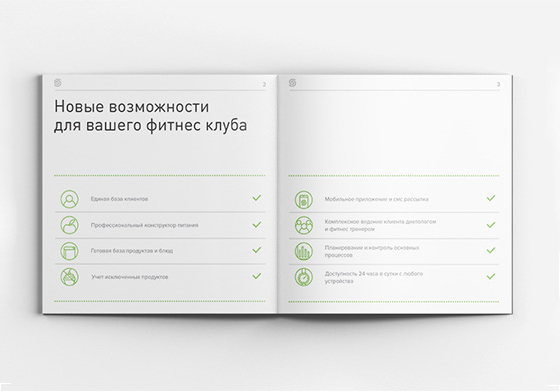 2
Новые возможности
для вашего фитнес клуба
Единая база клиентов
Профессиональный конструктор питания
Готовая база продуктов и блюд
Учет исключенных продуктов
3
Мобильное приложение и смс рассылка
Комплексное ведение клиента диетологом
и фитнес тренером
Планирование и контроль основных
процессов
Доступность 24 часа в сутки с любого
устройства